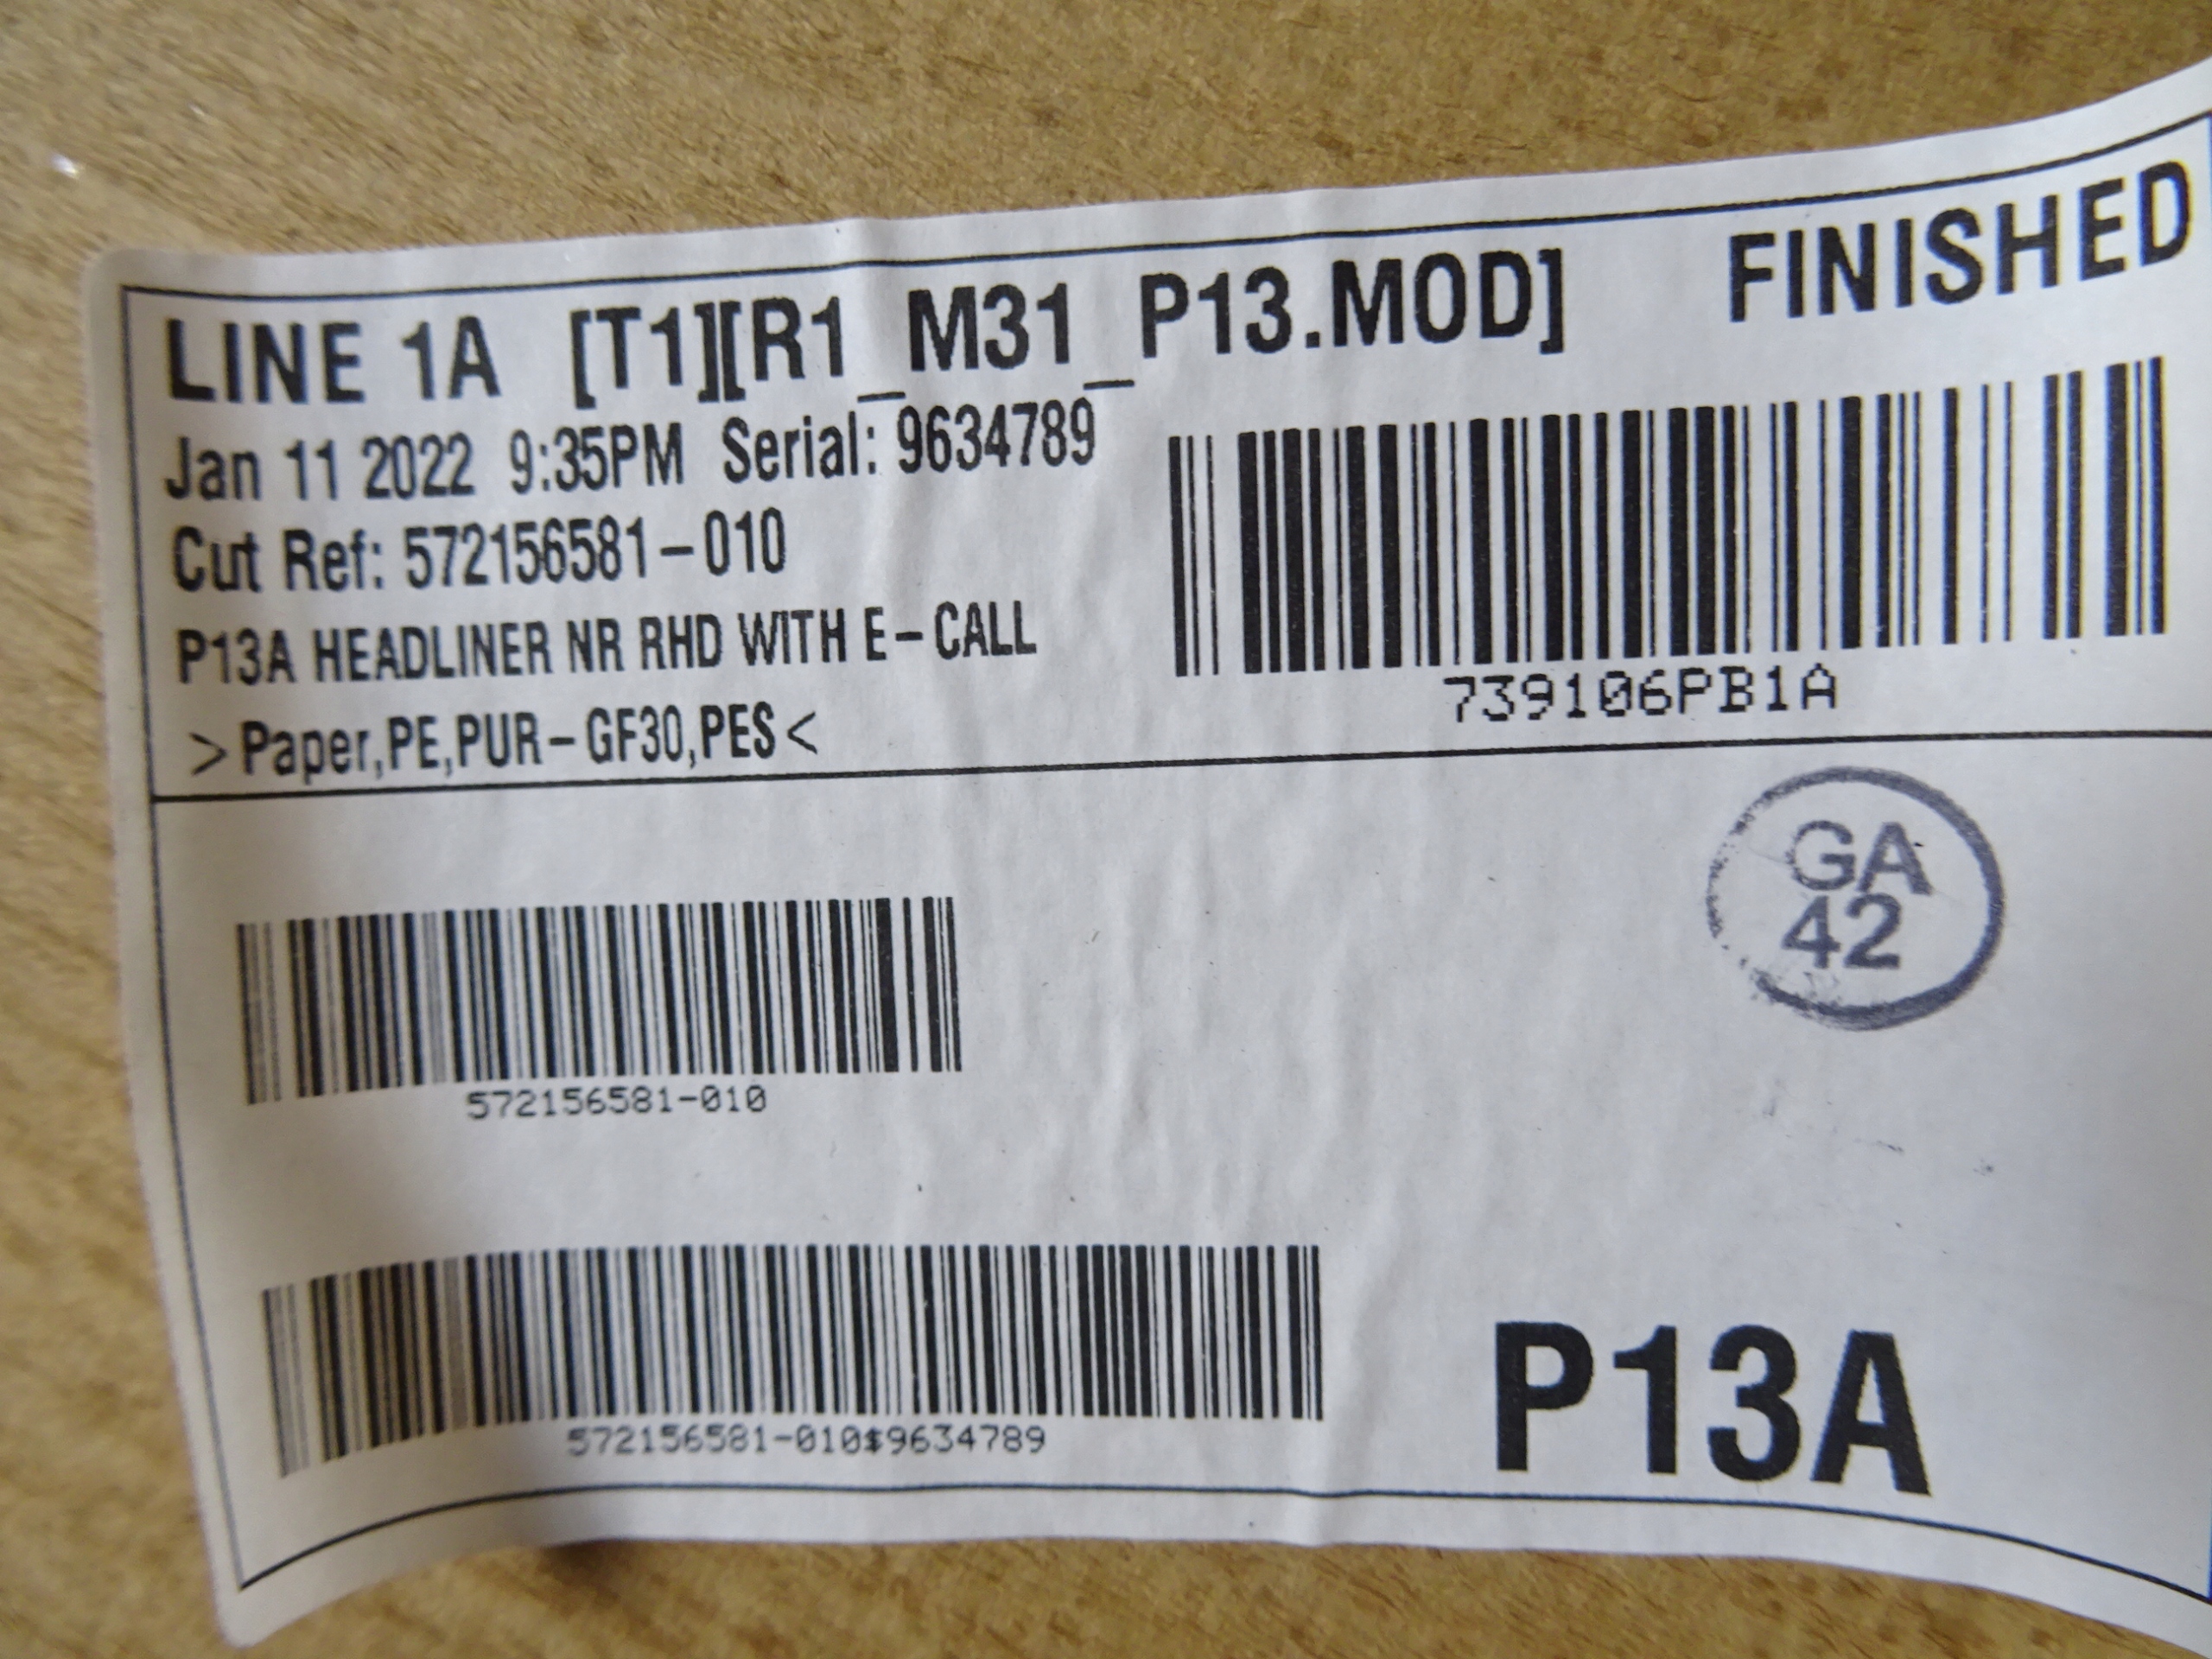 LINE 1A [T1][R1_M31_P13.MOD] FINISHED
Jan 11 2022 9:35PM Serial: 9634789
Cut Ref: 572156581-010
P13A HEADLINER NR RHD WITH E-CALL
>Paper,PE,PUR-GF30,PES<
739106PB1A
GA
42
572156581-010
572156581-010$9634789
P13A